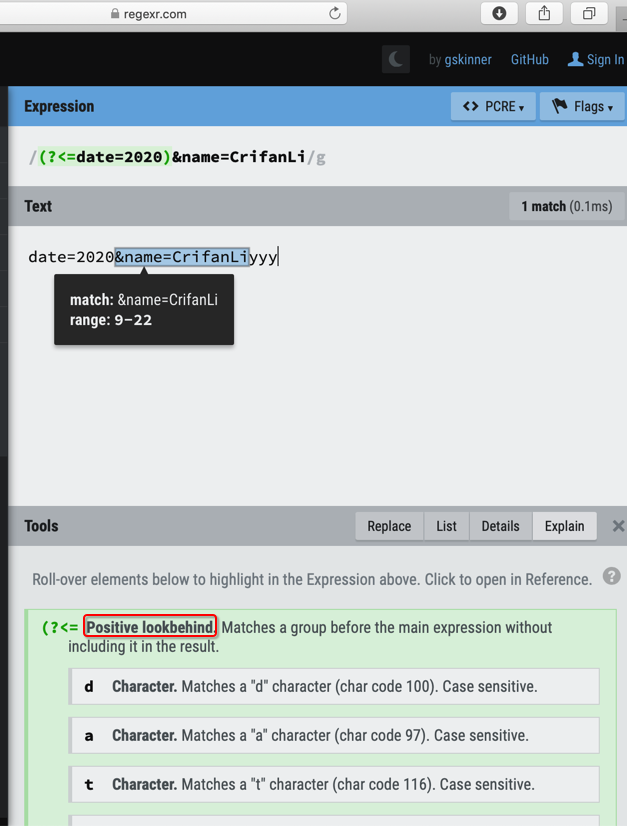 regexr.com
by gskinner GitHub Sign In
Expression <> PCRE ▾ Flags ▾
/(?<=date=2020)&name=CrifanLi/g
Text 1 match (0.1ms)
date=2020&name=CrifanLiyyy
match: &name=CrifanLi
range: 9–22
Tools Replace List Details Explain
Roll-over elements below to highlight in the Expression above. Click to open in Reference. ?
(?<= Positive lookbehind. Matches a group before the main expression without
including it in the result.
d Character. Matches a "d" character (char code 100). Case sensitive.
a Character. Matches a "a" character (char code 97). Case sensitive.
t Character. Matches a "t" character (char code 116). Case sensitive.